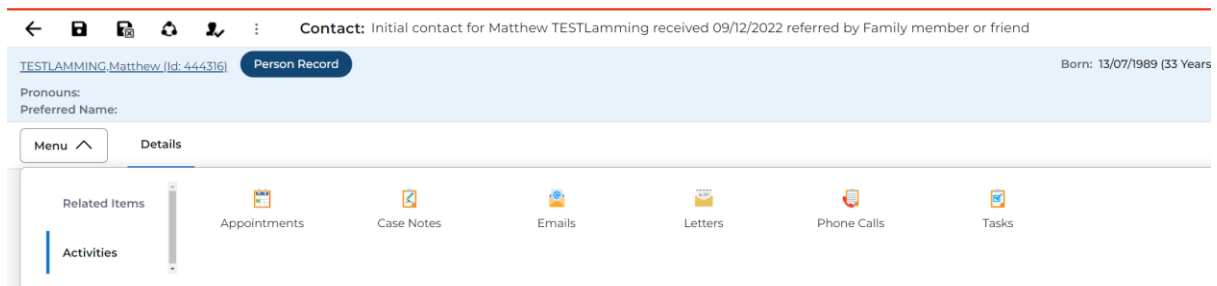 Contact: Initial contact for Matthew TESTLamming received 09/12/2022 referred by Family member or friend
TESTLAMMING,Matthew (Id: 444316) Person Record Born: 13/07/1989 (33 Years
Pronouns:
Preferred Name:
Menu Details
Related Items
Appointments Case Notes Emails Letters Phone Calls Tasks
Activities